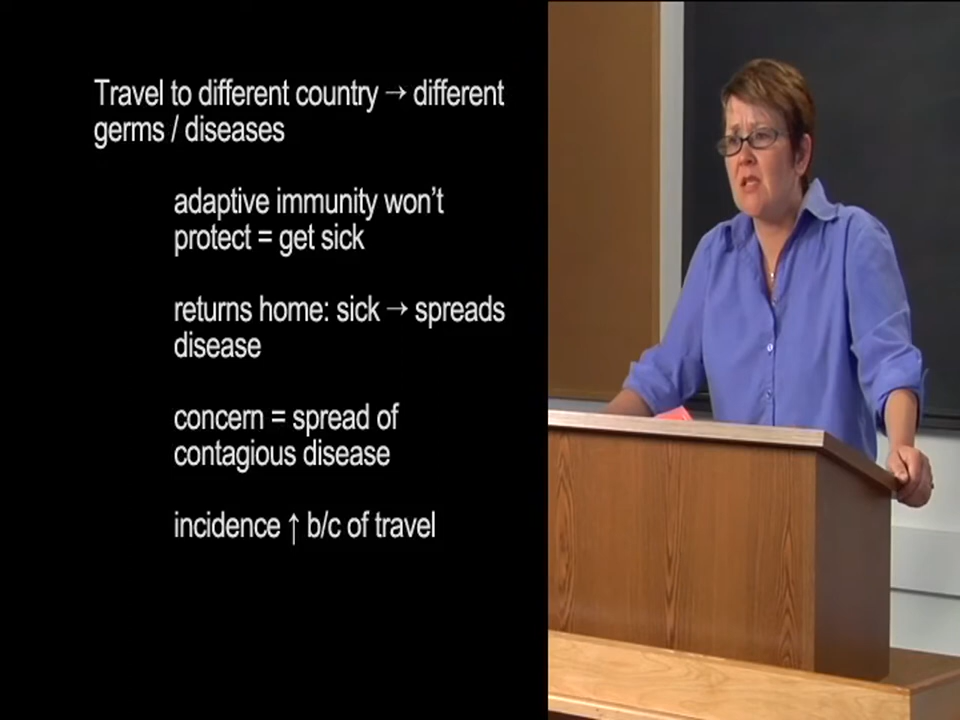 Travel to different country → different
germs / diseases
adaptive immunity won't
protect = get sick
returns home: sick → spreads
disease
concern = spread of
contagious disease
incidence ↑ b/c of travel